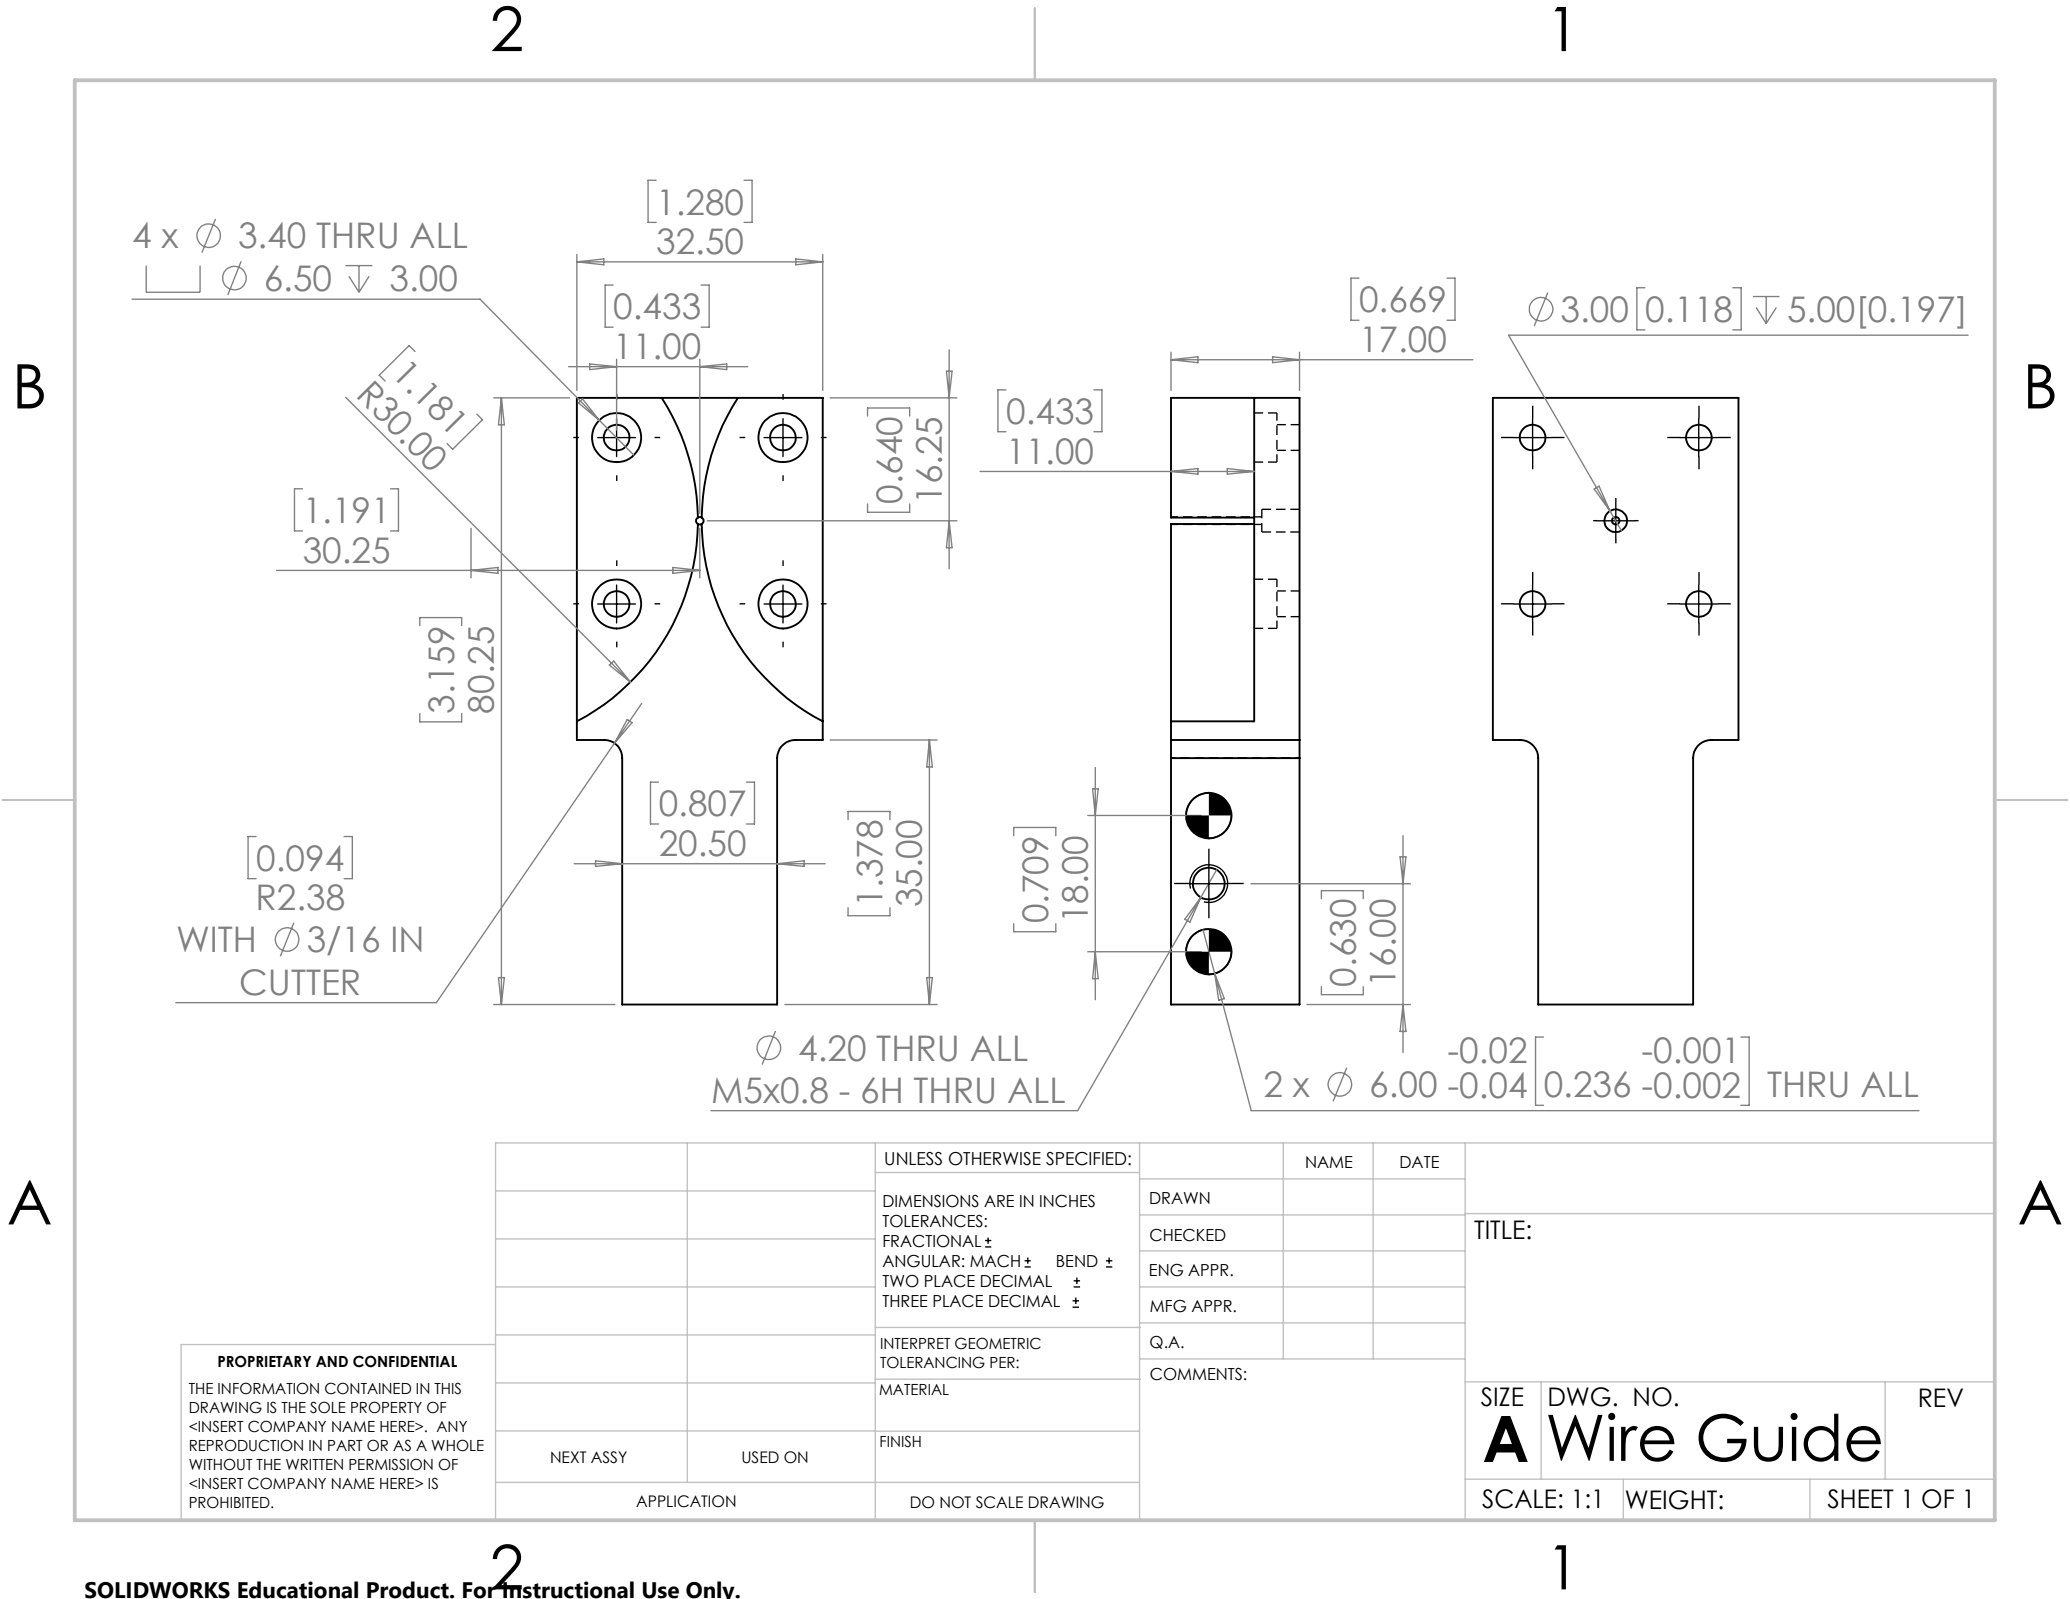 2
1
4 x ∅ 3.40 THRU ALL
⌴ ∅ 6.50 ↧ 3.00
[1.280]
32.50
[0.433]
11.00
[1.181]
R30.00
[1.191]
30.25
[0.640]
16.25
[3.159]
80.25
[0.807]
20.50
[1.378]
35.00
[0.094]
R2.38
WITH ∅3/16 IN
CUTTER
[0.669]
17.00
[0.433]
11.00
[0.709]
18.00
[0.630]
16.00
∅3.00[0.118]↧5.00[0.197]
∅ 4.20 THRU ALL
M5x0.8 - 6H THRU ALL
-0.02 [ -0.001]
2 x ∅ 6.00 -0.04 [0.236 -0.002] THRU ALL
B
B
A
A
UNLESS OTHERWISE SPECIFIED:
DIMENSIONS ARE IN INCHES
TOLERANCES:
FRACTIONAL ±
ANGULAR: MACH ± BEND ±
TWO PLACE DECIMAL ±
THREE PLACE DECIMAL ±
INTERPRET GEOMETRIC
TOLERANCING PER:
MATERIAL
FINISH
DO NOT SCALE DRAWING
NAME DATE
DRAWN
CHECKED
ENG APPR.
MFG APPR.
Q.A.
COMMENTS:
TITLE:
SIZE DWG. NO. REV
A Wire Guide
SCALE: 1:1 WEIGHT: SHEET 1 OF 1
PROPRIETARY AND CONFIDENTIAL
THE INFORMATION CONTAINED IN THIS
DRAWING IS THE SOLE PROPERTY OF
<INSERT COMPANY NAME HERE>. ANY
REPRODUCTION IN PART OR AS A WHOLE
WITHOUT THE WRITTEN PERMISSION OF
<INSERT COMPANY NAME HERE> IS
PROHIBITED.
NEXT ASSY USED ON
APPLICATION
2
1
SOLIDWORKS Educational Product. For Instructional Use Only.